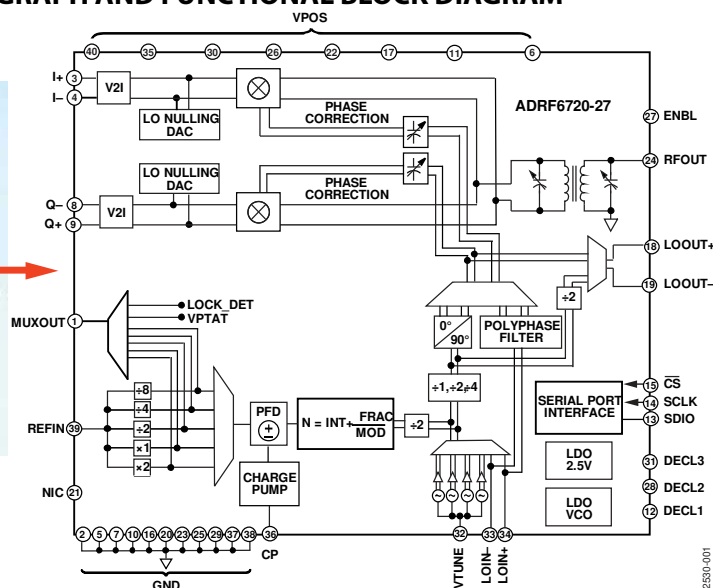 GRAPH AND FUNCTIONAL BLOCK DIAGRAM
VPOS
40 35 30 26 22 17 11 6
I+ 3
I– 4
V2I
LO NULLING
DAC
PHASE
CORRECTION
ADRF6720-27
27 ENBL
24 RFOUT
LO NULLING
DAC
PHASE
CORRECTION
Q– 8
Q+ 9
V2I
18 LOOUT+
19 LOOUT–
÷2
LOCK_DET
VPTAT
MUXOUT 1
0°
90°
POLYPHASE
FILTER
÷8
÷4
÷2
×1
×2
REFIN 39
PFD
+
–
N = INT+ FRAC
MOD
÷2
÷1,÷2,÷4
SERIAL PORT
INTERFACE
15 CS
14 SCLK
13 SDIO
CHARGE
PUMP
LDO
2.5V
31 DECL3
28 DECL2
LDO
VCO
12 DECL1
NIC 21
2 5 7 10 16 20 23 25 29 37 38 36 32 33 34
CP
GND
VTUNE
LOIN–
LOIN+
2530-001